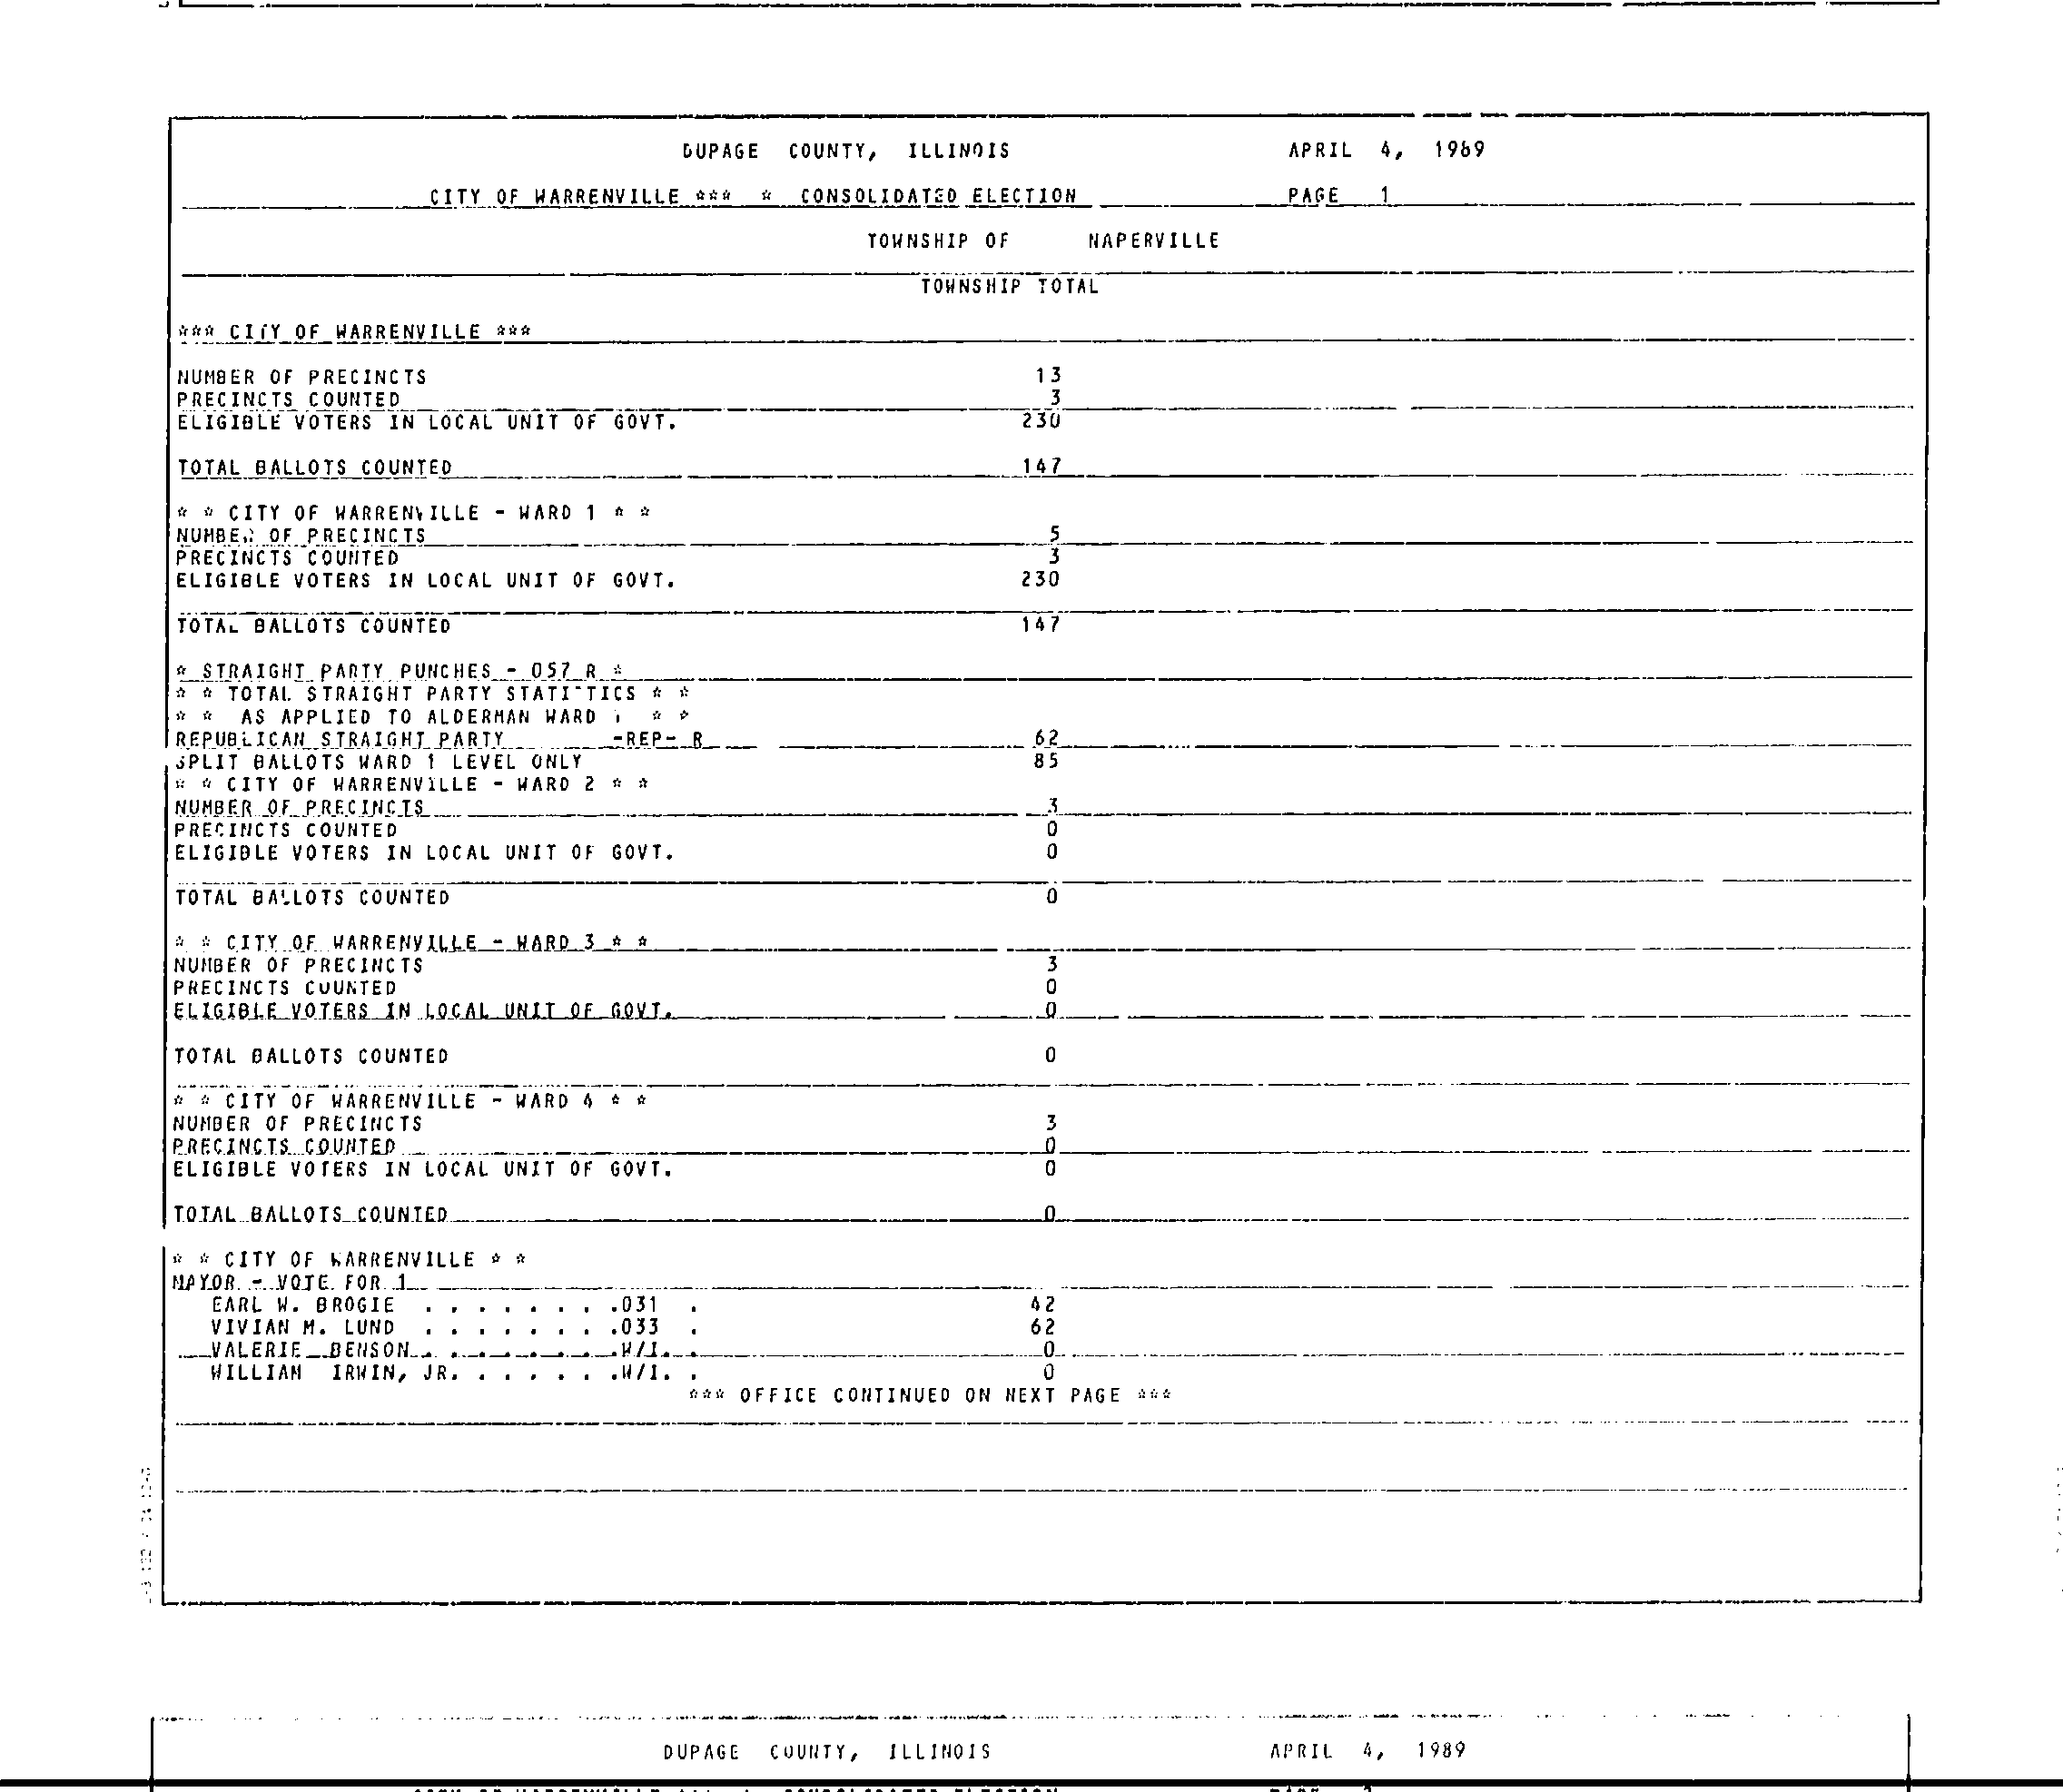 DUPAGE COUNTY, ILLINOIS APRIL 4, 1989
CITY OF WARRENVILLE *** * CONSOLIDATED ELECTION PAGE 1
TOWNSHIP OF NAPERVILLE
TOWNSHIP TOTAL
*** CITY OF WARRENVILLE ***
NUMBER OF PRECINCTS 13
PRECINCTS COUNTED 3
ELIGIBLE VOTERS IN LOCAL UNIT OF GOVT. 230
TOTAL BALLOTS COUNTED 147
* * CITY OF WARRENVILLE - WARD 1 * *
NUMBER OF PRECINCTS 5
PRECINCTS COUNTED 3
ELIGIBLE VOTERS IN LOCAL UNIT OF GOVT. 230
TOTAL BALLOTS COUNTED 147
* STRAIGHT PARTY PUNCHES - 057 R *
* * TOTAL STRAIGHT PARTY STATISTICS * *
* * AS APPLIED TO ALDERMAN WARD 1 * *
REPUBLICAN STRAIGHT PARTY -REP- R 62
SPLIT BALLOTS WARD 1 LEVEL ONLY 85
* * CITY OF WARRENVILLE - WARD 2 * *
NUMBER OF PRECINCTS 3
PRECINCTS COUNTED 0
ELIGIBLE VOTERS IN LOCAL UNIT OF GOVT. 0
TOTAL BALLOTS COUNTED 0
* * CITY OF WARRENVILLE - WARD 3 * *
NUMBER OF PRECINCTS 3
PRECINCTS COUNTED 0
ELIGIBLE VOTERS IN LOCAL UNIT OF GOVT. 0
TOTAL BALLOTS COUNTED 0
* * CITY OF WARRENVILLE - WARD 4 * *
NUMBER OF PRECINCTS 3
PRECINCTS COUNTED 0
ELIGIBLE VOTERS IN LOCAL UNIT OF GOVT. 0
TOTAL BALLOTS COUNTED 0
* * CITY OF WARRENVILLE * *
MAYOR - VOTE FOR 1
EARL W. BROGIE . . . . . . . .031 . 42
VIVIAN M. LUND . . . . . . . .033 . 62
VALERIE BENSON. . . . . . . . .W/I. . 0
WILLIAM IRWIN, JR. . . . . . .W/I. . 0
*** OFFICE CONTINUED ON NEXT PAGE ***
DUPAGE COUNTY, ILLINOIS APRIL 4, 1989